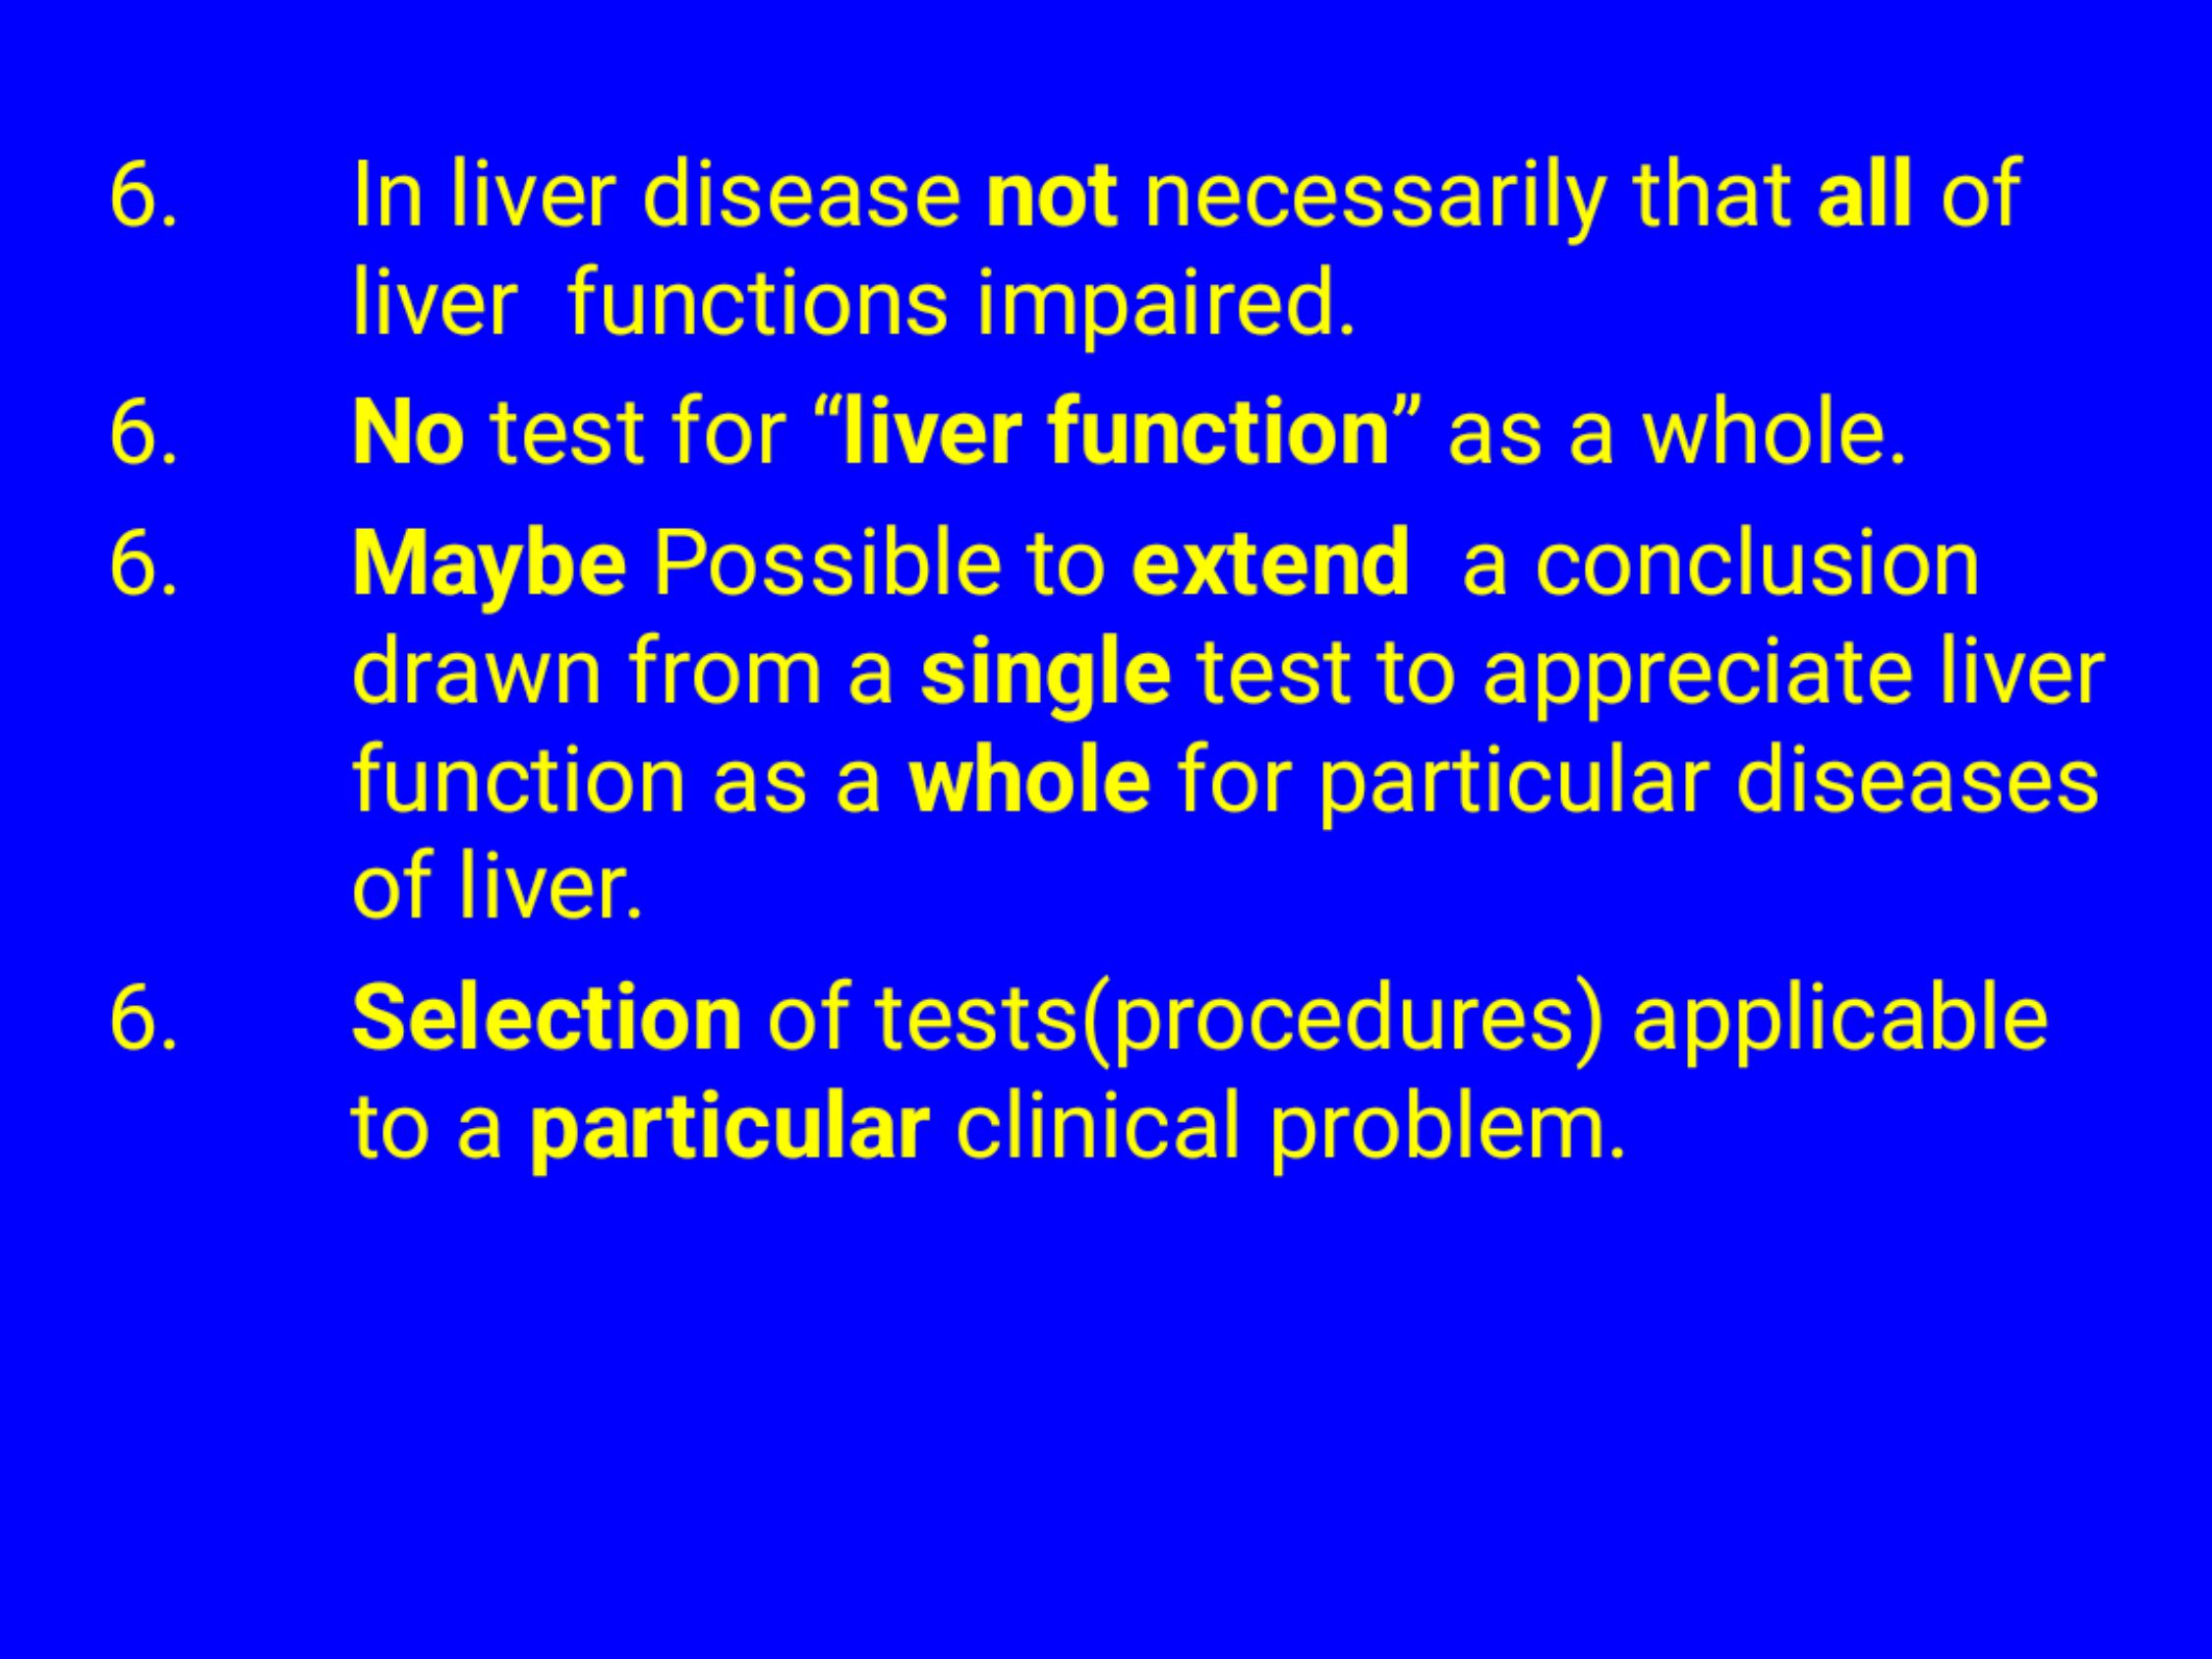 6. In liver disease not necessarily that all of
liver functions impaired.
6. No test for “liver function” as a whole.
6. Maybe Possible to extend a conclusion
drawn from a single test to appreciate liver
function as a whole for particular diseases
of liver.
6. Selection of tests(procedures) applicable
to a particular clinical problem.